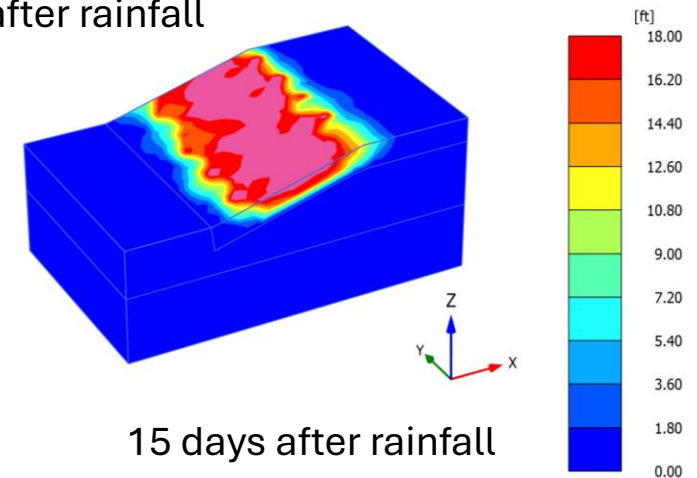 after rainfall
[ft]
18.00
16.20
14.40
12.60
10.80
9.00
7.20
5.40
3.60
1.80
0.00
Z
Y
X
15 days after rainfall